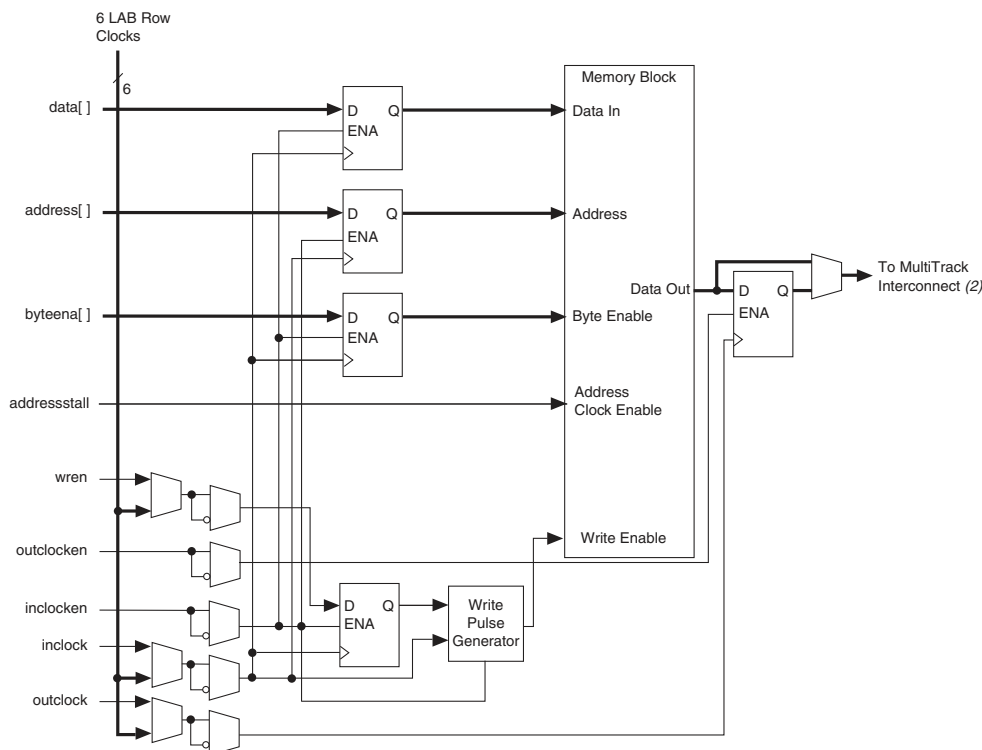 6 LAB Row
Clocks
6
Memory Block
data[ ]
D Q
ENA
Data In
address[ ]
D Q
ENA
Address
To MultiTrack
Interconnect (2)
Data Out
D Q
ENA
byteena[ ]
D Q
ENA
Byte Enable
addressstall
Address
Clock Enable
wren
Write Enable
outclocken
inclocken
D Q
ENA
Write
Pulse
Generator
inclock
outclock